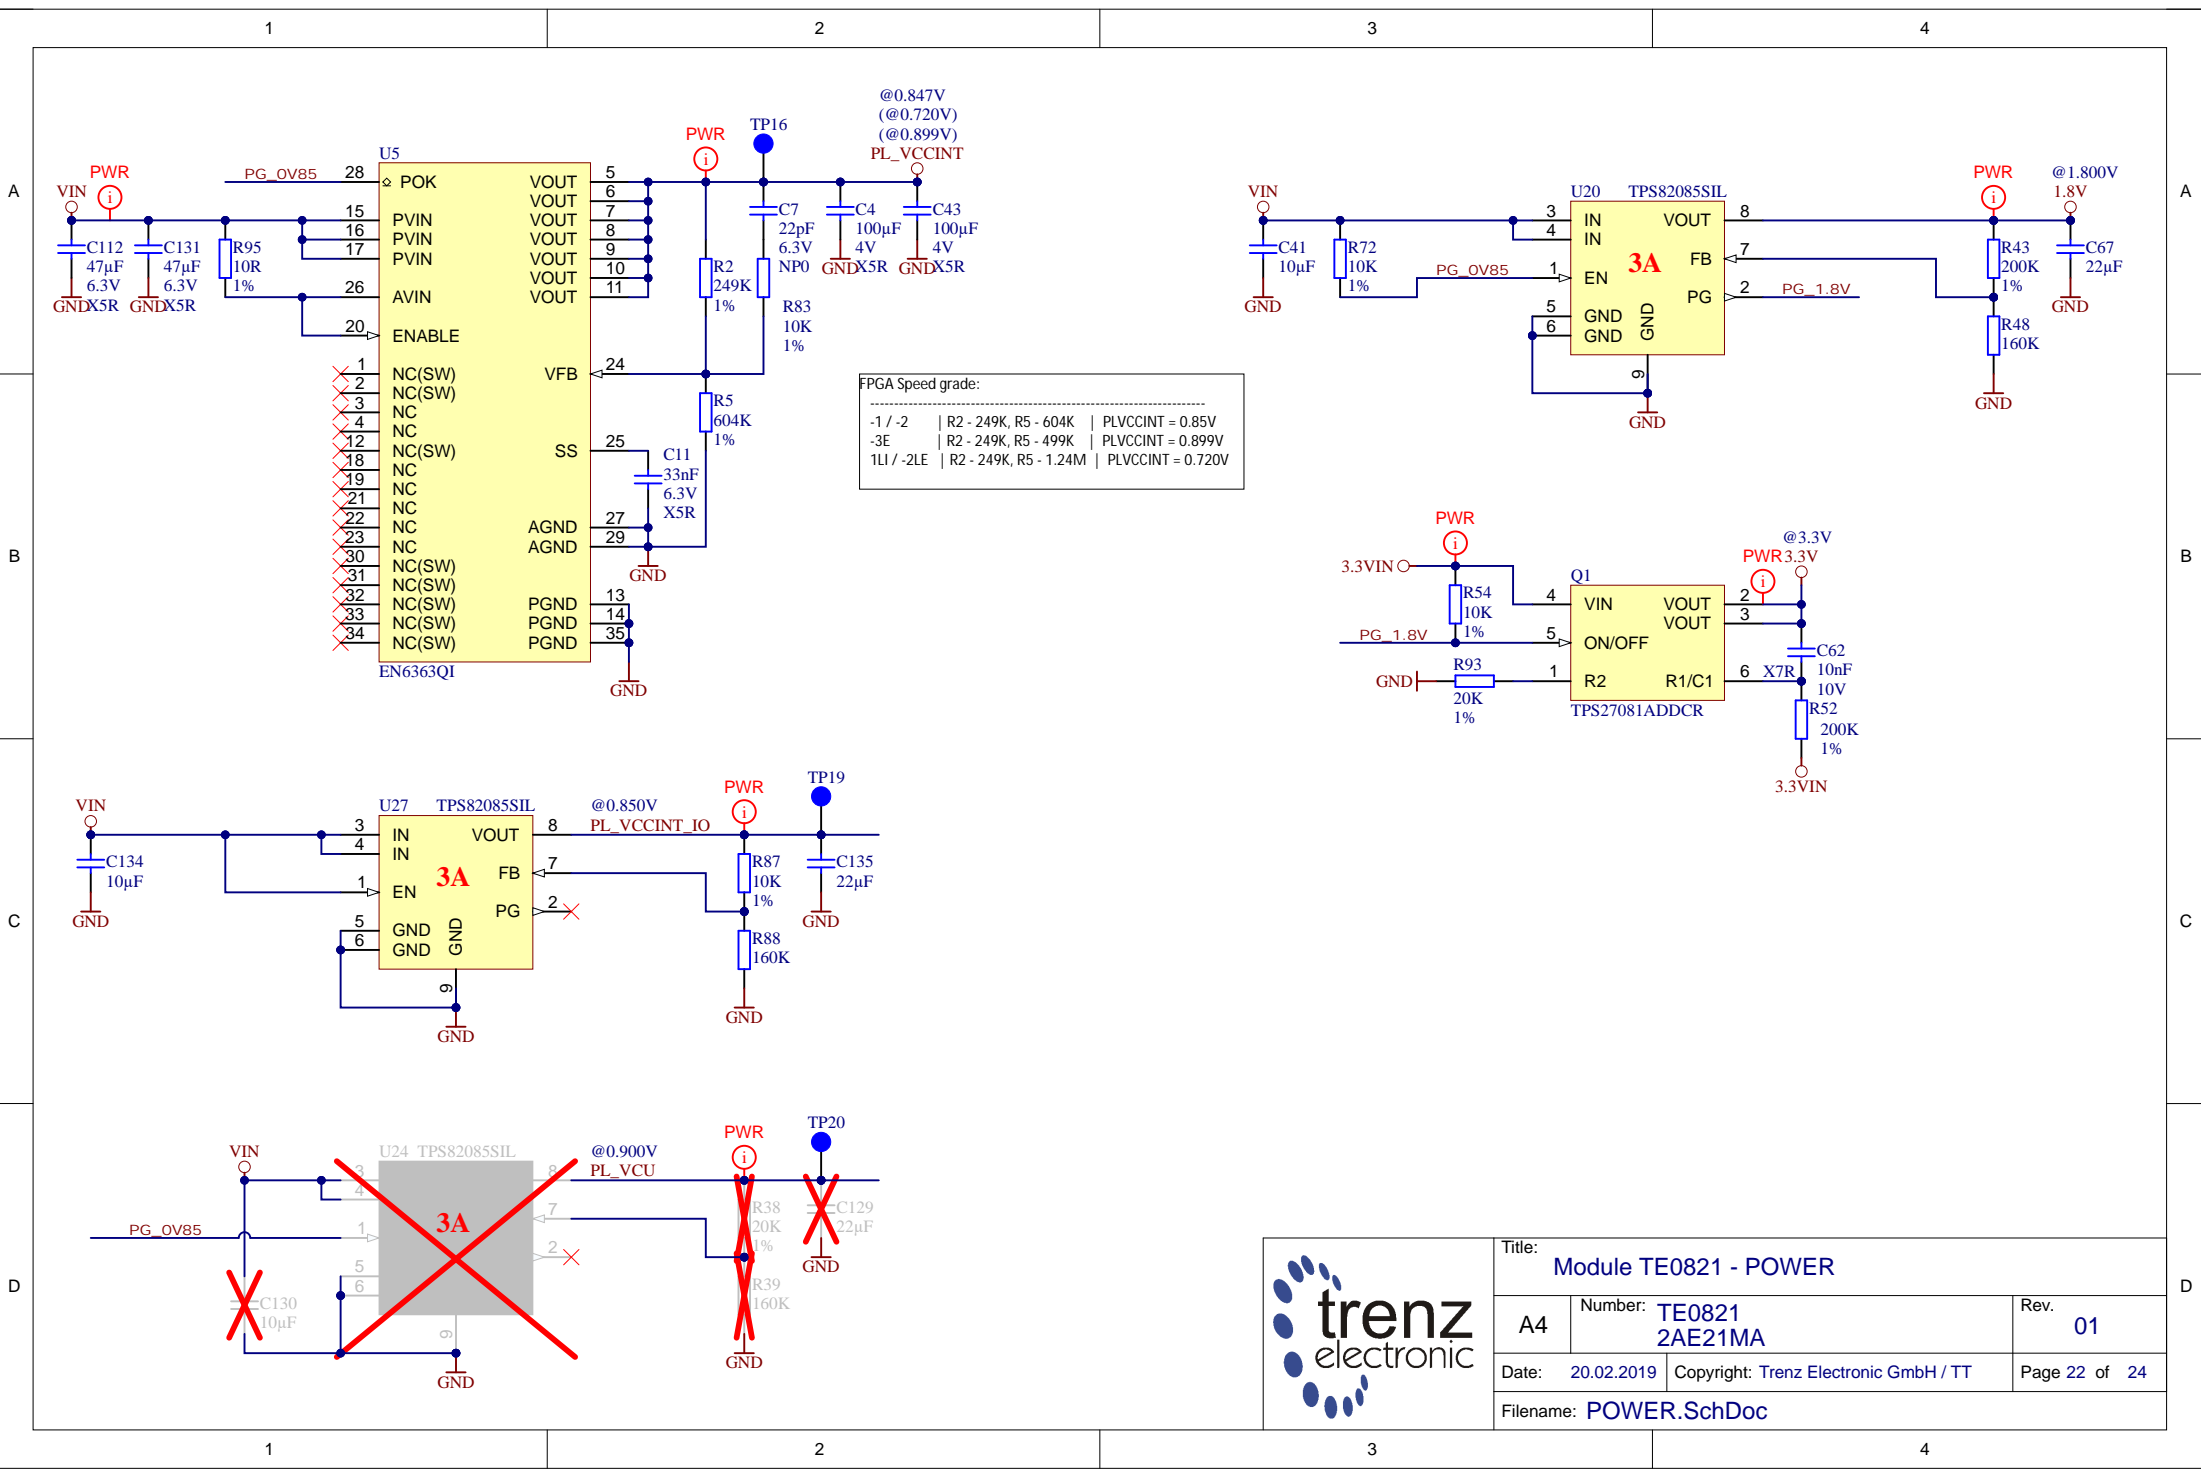 1 2 3 4
A
B
C
D
A
B
C
D
@0.847V
(@0.720V)
(@0.899V)
PL_VCCINT
TP16
PWR
U5
PWR
VIN
PG_0V85
28 POK
15 PVIN
16 PVIN
17 PVIN
26 AVIN
20 ENABLE
1 NC(SW)
2 NC(SW)
3 NC
4 NC
12 NC(SW)
18 NC
19 NC
21 NC
22 NC
23 NC
30 NC(SW)
31 NC(SW)
32 NC(SW)
33 NC(SW)
34 NC(SW)
VOUT 5
VOUT 6
VOUT 7
VOUT 8
VOUT 9
VOUT 10
VOUT 11
VFB 24
SS 25
AGND 27
AGND 29
PGND 13
PGND 14
PGND 35
EN6363QI
C112
47µF
6.3V
X5R
GND
C131
47µF
6.3V
X5R
GND
R95
10R
1%
C7
22pF
6.3V
NP0
C4
100µF
4V
X5R
GND
C43
100µF
4V
X5R
GND
R2
249K
1%
R83
10K
1%
R5
604K
1%
C11
33nF
6.3V
X5R
GND
GND
FPGA Speed grade:
----------------------------------------------------------------------
-1 / -2 | R2 - 249K, R5 - 604K | PLVCCINT = 0.85V
-3E | R2 - 249K, R5 - 499K | PLVCCINT = 0.899V
1LI / -2LE | R2 - 249K, R5 - 1.24M | PLVCCINT = 0.720V
U20 TPS82085SIL
VIN
PWR
@1.800V
1.8V
C41
10µF
GND
R72
10K
1%
PG_0V85
3 IN
4 IN
1 EN
5 GND
6 GND
GND
9
3A
VOUT 8
FB 7
PG 2
PG_1.8V
R43
200K
1%
R48
160K
GND
C67
22µF
GND
GND
PWR
3.3VIN
R54
10K
1%
PG_1.8V
GND
R93
20K
1%
Q1
4 VIN
5 ON/OFF
1 R2
VOUT 2
VOUT 3
R1/C1 6
TPS27081ADDCR
@3.3V
PWR
3.3V
C62
10nF
10V
X7R
R52
200K
1%
3.3VIN
VIN
U27 TPS82085SIL
@0.850V
PL_VCCINT_IO
PWR
TP19
C134
10µF
GND
3 IN
4 IN
1 EN
5 GND
6 GND
GND
9
3A
VOUT 8
FB 7
PG 2
GND
R87
10K
1%
R88
160K
GND
C135
22µF
GND
VIN
U24 TPS82085SIL
@0.900V
PL_VCU
PWR
TP20
PG_0V85
3
4
1
5
6
9
3A
8
7
2
C130
10µF
GND
R38
20K
1%
R39
160K
GND
C129
22µF
GND
trenz
electronic
Title:
Module TE0821 - POWER
A4
Number: TE0821
2AE21MA
Rev.
01
Date: 20.02.2019
Copyright: Trenz Electronic GmbH / TT
Page 22 of 24
Filename: POWER.SchDoc
1 2 3 4